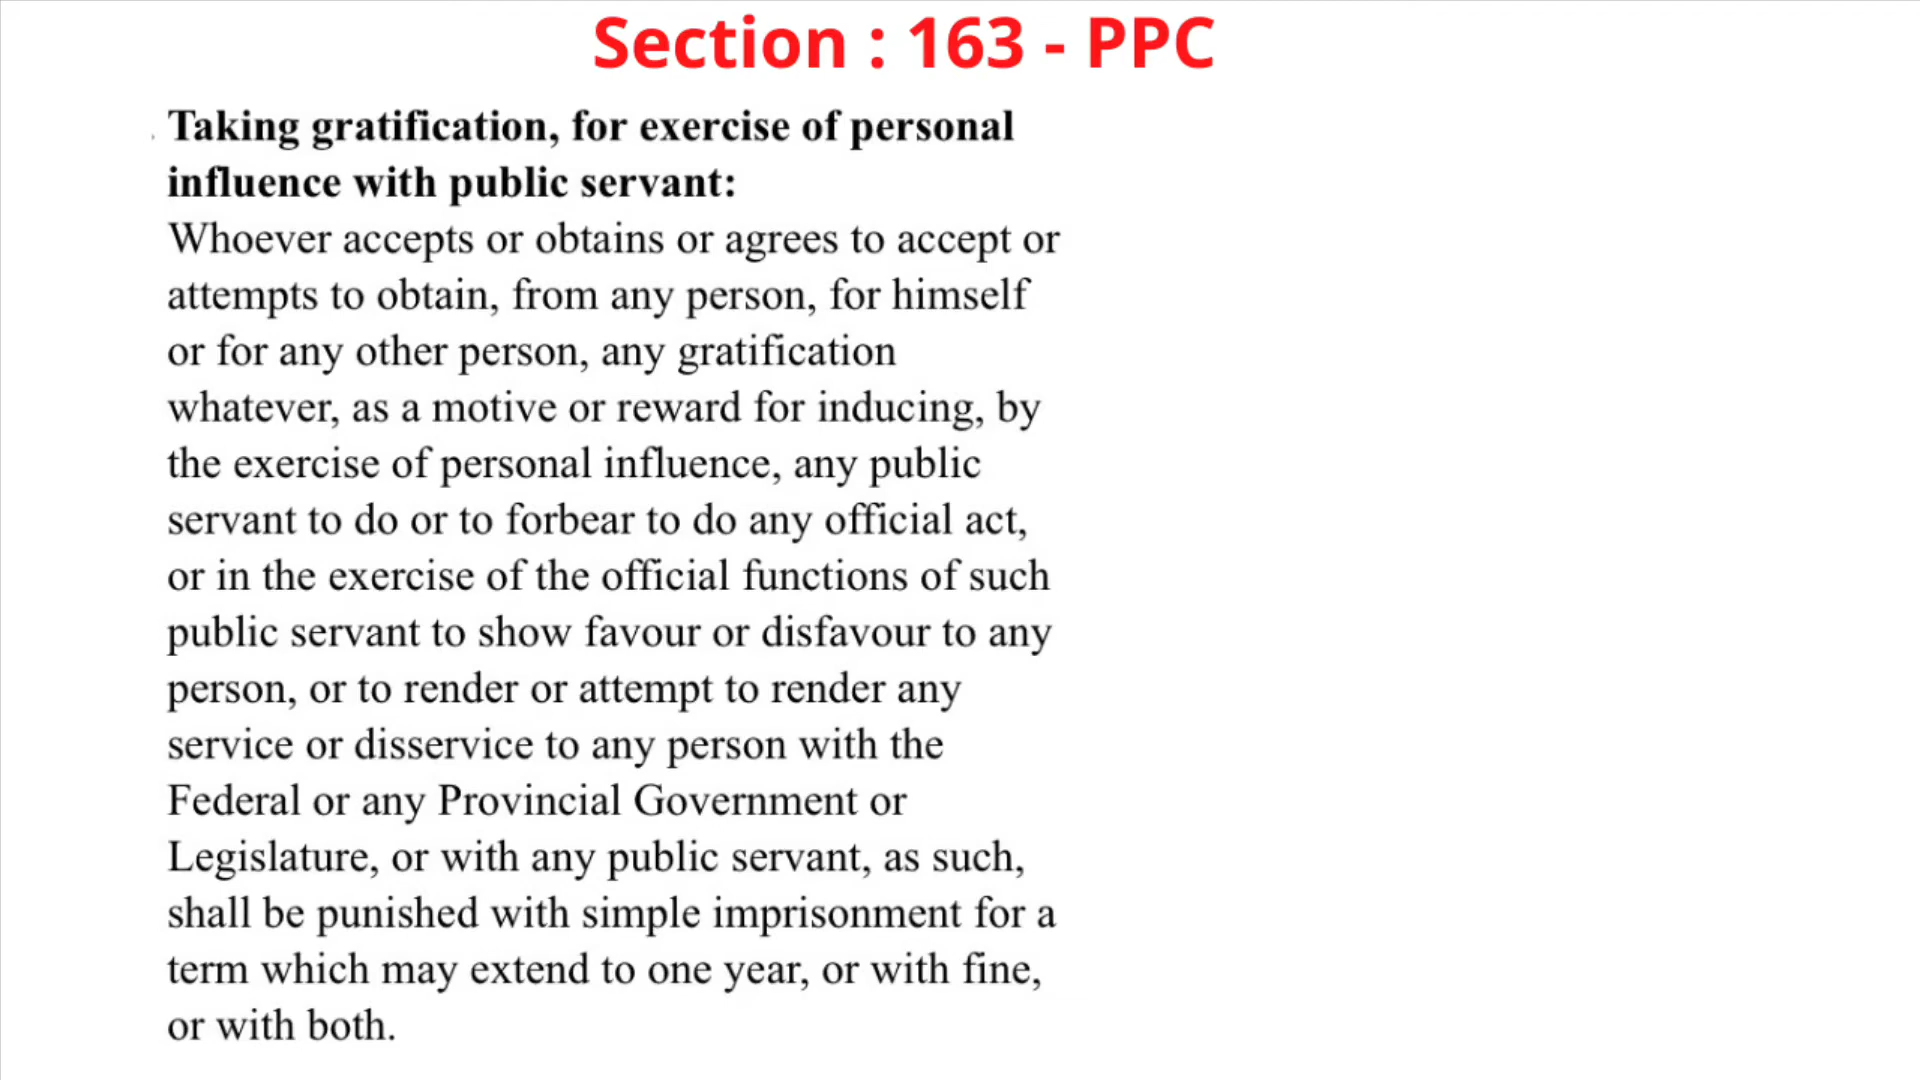 Section : 163 - PPC
Taking gratification, for exercise of personal
influence with public servant:
Whoever accepts or obtains or agrees to accept or
attempts to obtain, from any person, for himself
or for any other person, any gratification
whatever, as a motive or reward for inducing, by
the exercise of personal influence, any public
servant to do or to forbear to do any official act,
or in the exercise of the official functions of such
public servant to show favour or disfavour to any
person, or to render or attempt to render any
service or disservice to any person with the
Federal or any Provincial Government or
Legislature, or with any public servant, as such,
shall be punished with simple imprisonment for a
term which may extend to one year, or with fine,
or with both.